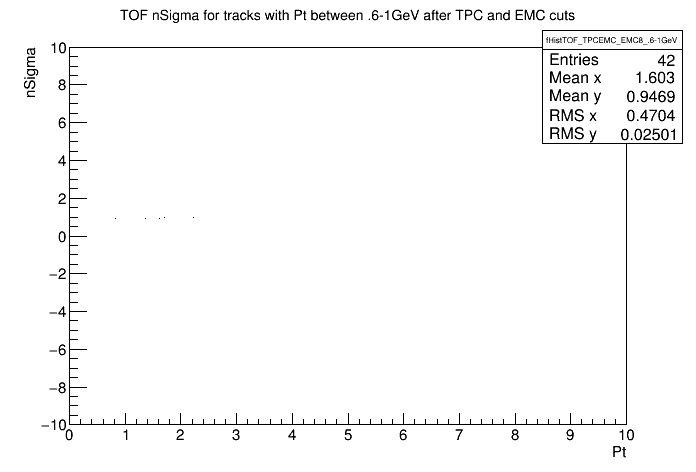 TOF nSigma for tracks with Pt between .6-1GeV after TPC and EMC cuts
fHistTOF_TPCEMC_EMC8_.6-1GeV
Entries 42
Mean x 1.603
Mean y 0.9469
RMS x 0.4704
RMS y 0.02501
nSigma
10
8
6
4
2
0
−2
−4
−6
−8
−10
0 1 2 3 4 5 6 7 8 9 10
Pt